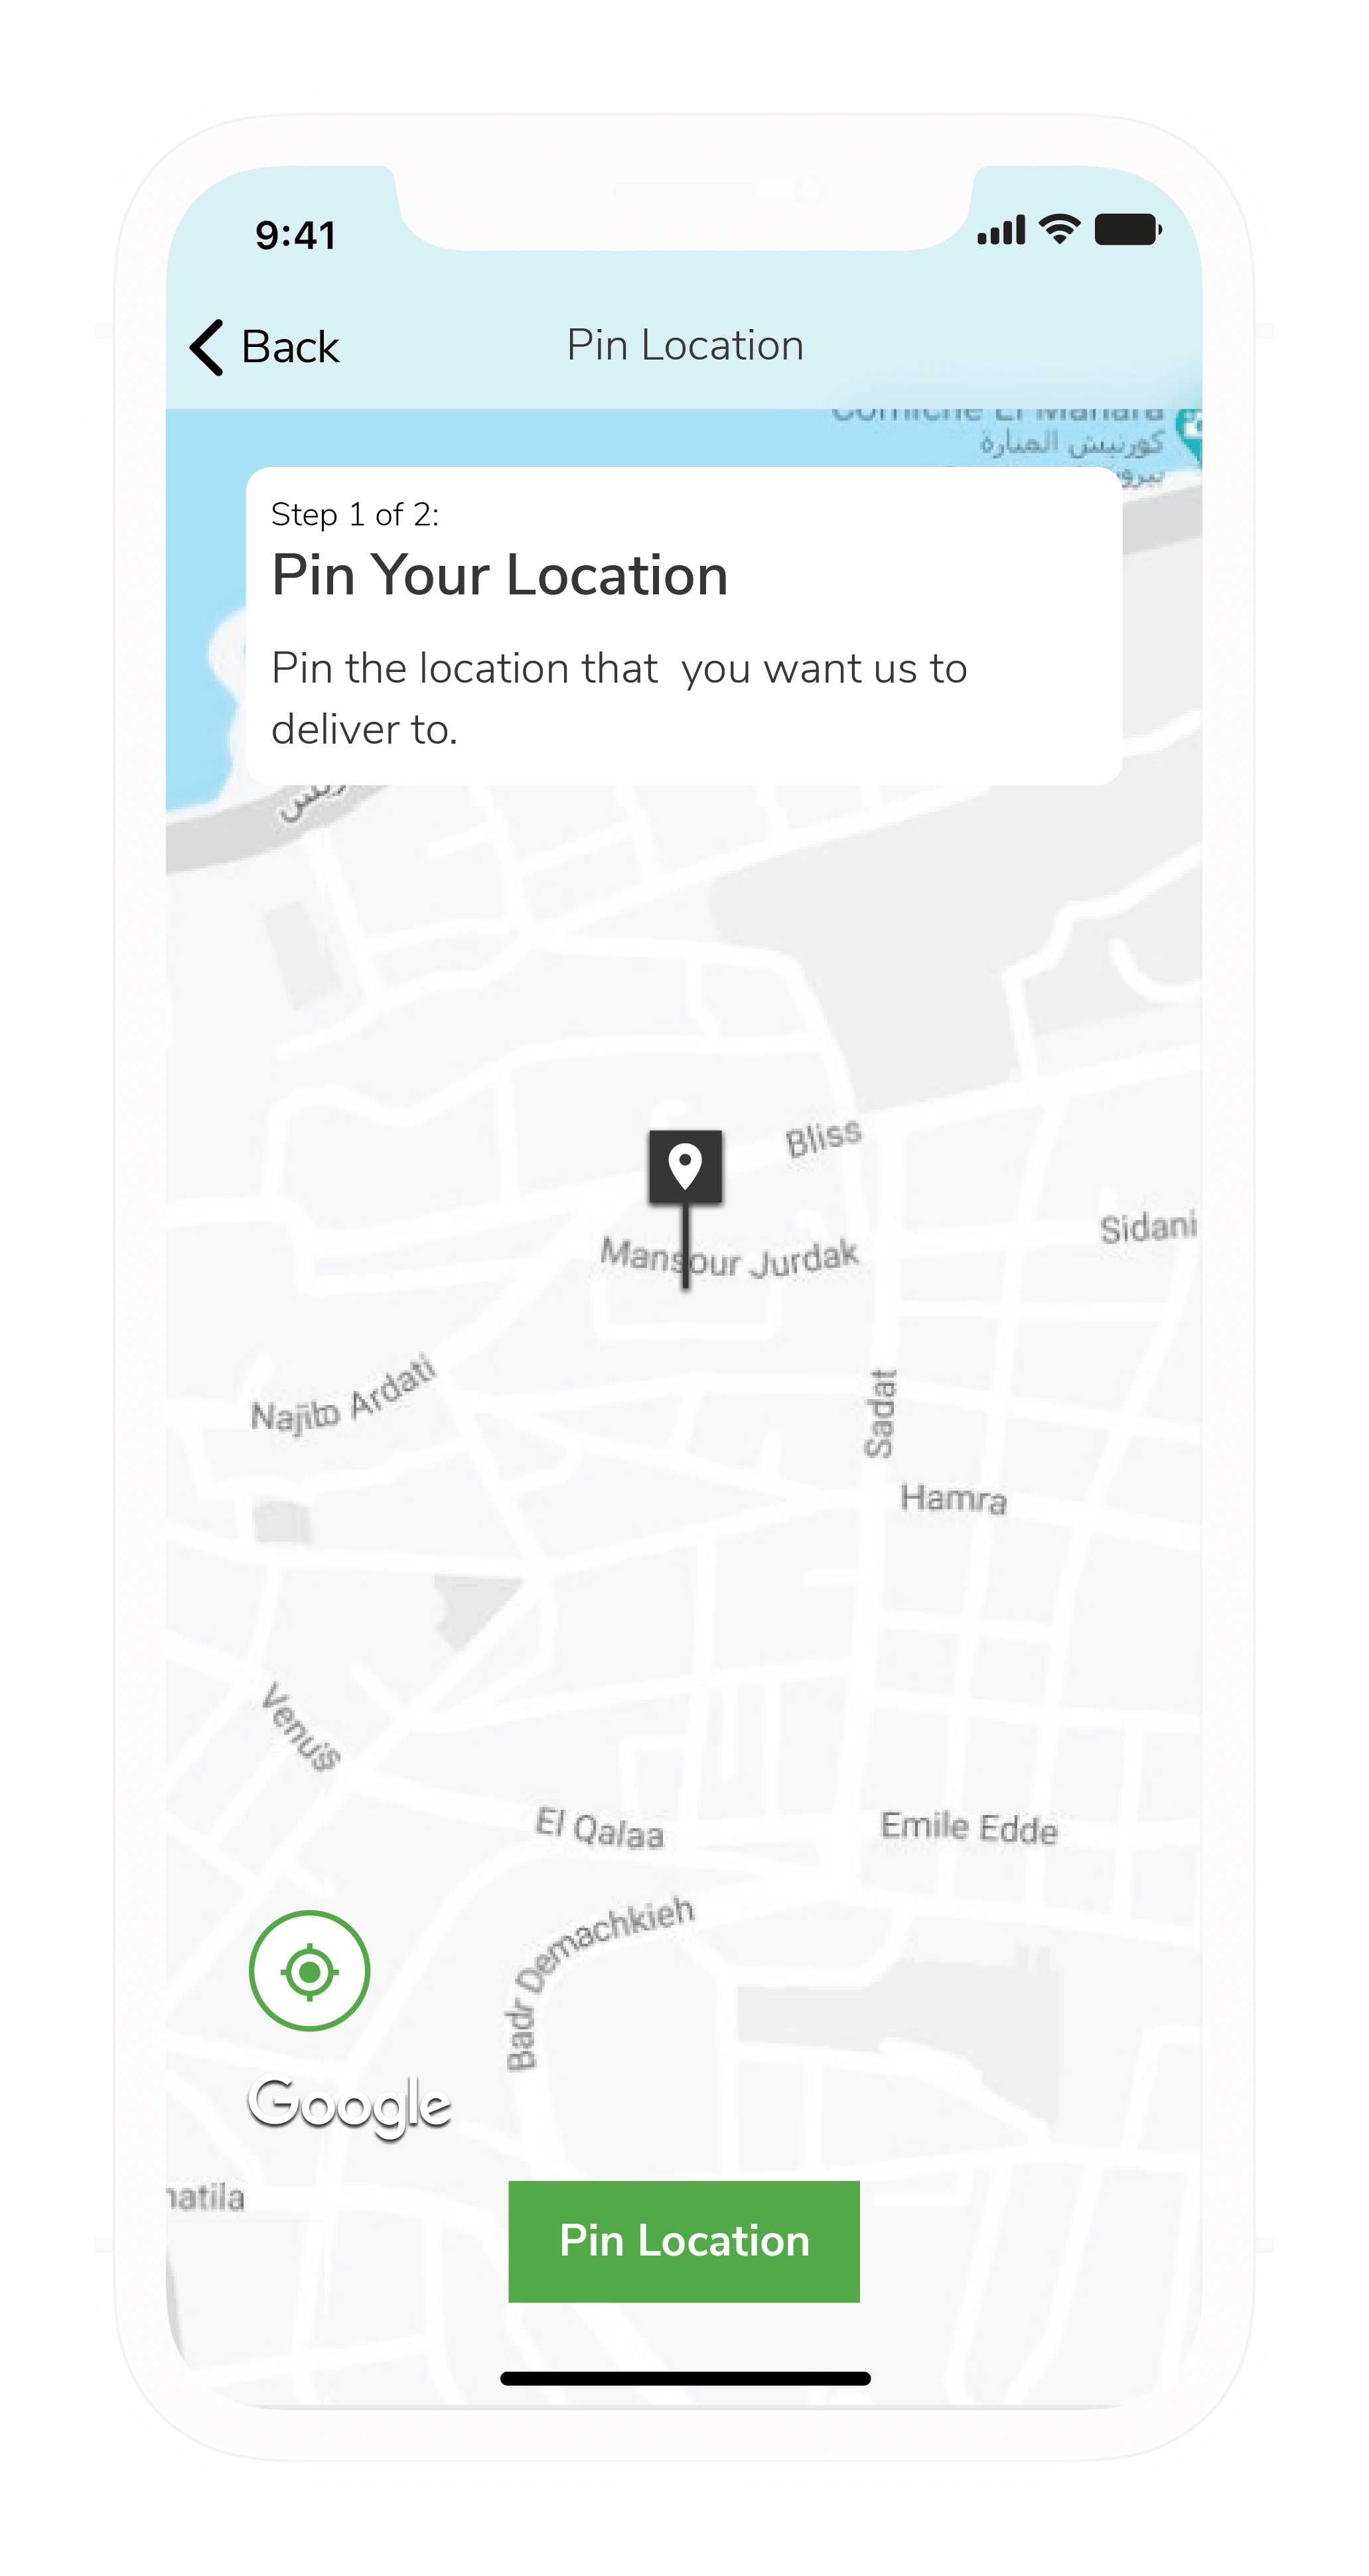 9:41
Back
Pin Location
كورنيش المنارة
Step 1 of 2:
Pin Your Location
Pin the location that  you want us to
deliver to.
Bliss
Sidani
Mansour Jurdak
Najib Ardati
Sadat
Hamra
Venus
El Qalaa
Emile Edde
Badr Demachkieh
Google
Pin Location